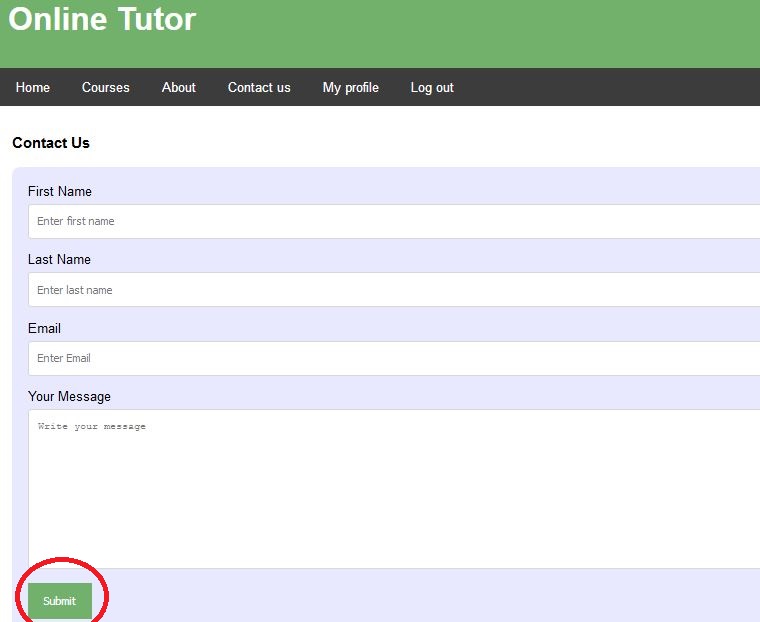 Online Tutor
Home Courses About Contact us My profile Log out
Contact Us
First Name
Enter first name
Last Name
Enter last name
Email
Enter Email
Your Message
Write your message
Submit